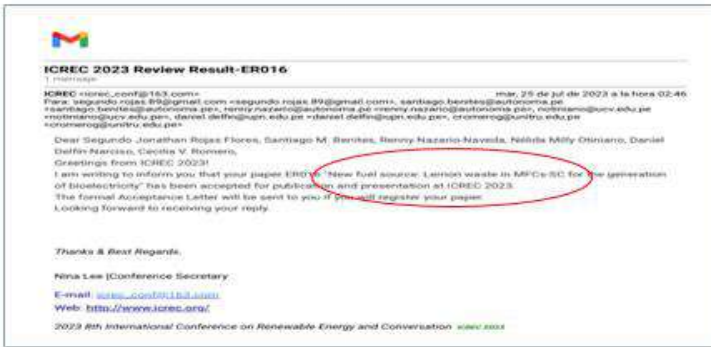 ICREC 2023 Review Result-ER016
1 mensaje
ICREC <icrec_conf@163.com> mar, 25 de jul de 2023 a la hora 02:46
Para: segundo.rojas.89@gmail.com <segundo.rojas.89@gmail.com>, santiago.benites@autonoma.pe
<santiago.benites@autonoma.pe>, renny.nazario@autonoma.pe <renny.nazario@autonoma.pe>, notiniano@ucv.edu.pe
<notiniano@ucv.edu.pe>, daniel.delfin@upn.edu.pe <daniel.delfin@upn.edu.pe>, cromerog@unitru.edu.pe
<cromerog@unitru.edu.pe>
Dear Segundo Jonathan Rojas Flores, Santiago M. Benites, Renny Nazario-Naveda, Nélida Milly Otiniano, Daniel
Delfin-Narciso, Cecilia V. Romero,
Greetings from ICREC 2023!
I am writing to inform you that your paper ER016 "New fuel source: Lemon waste in MFCs-SC for the generation
of bioelectricity" has been accepted for publication and presentation at ICREC 2023.
The formal Acceptance Letter will be sent to you if you will register your paper.
Looking forward to receiving your reply.
Thanks & Best Regards,
Nina Lee |Conference Secretary
E-mail: icrec_conf@163.com
Web: http://www.icrec.org/
2023 8th International Conference on Renewable Energy and Conversation ICREC 2023